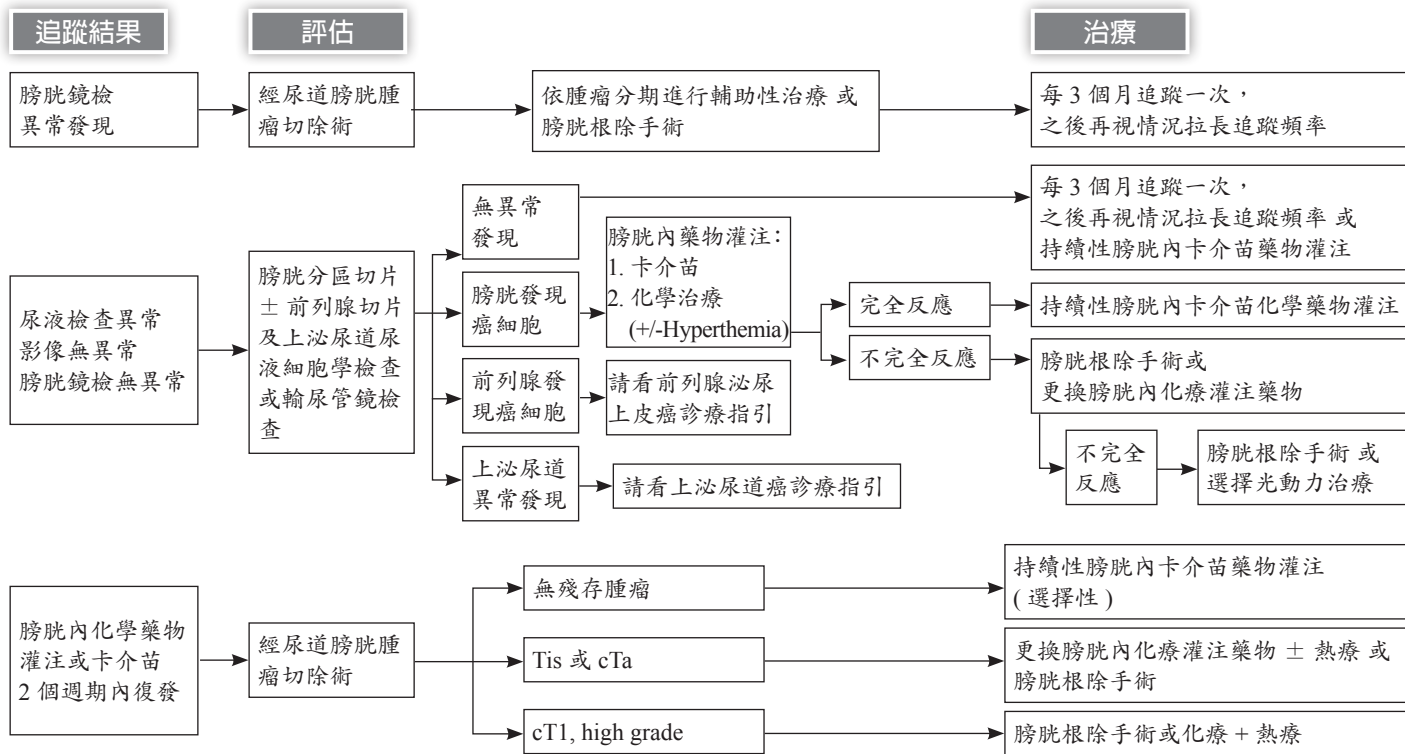 追蹤結果
評估
治療
膀胱鏡檢
異常發現
經尿道膀胱腫
瘤切除術
依腫瘤分期進行輔助性治療 或
膀胱根除手術
每 3 個月追蹤一次，
之後再視情況拉長追蹤頻率
尿液檢查異常
影像無異常
膀胱鏡檢無異常
膀胱分區切片
± 前列腺切片
及上泌尿道尿
液細胞學檢查
或輸尿管鏡檢
查
無異常
發現
每 3 個月追蹤一次，
之後再視情況拉長追蹤頻率 或
持續性膀胱內卡介苗藥物灌注
膀胱發現
癌細胞
膀胱內藥物灌注：
1. 卡介苗
2. 化學治療
(+/-Hyperthemia)
完全反應
持續性膀胱內卡介苗化學藥物灌注
不完全反應
膀胱根除手術或
更換膀胱內化療灌注藥物
不完全
反應
膀胱根除手術 或
選擇光動力治療
前列腺發
現癌細胞
請看前列腺泌尿
上皮癌診療指引
上泌尿道
異常發現
請看上泌尿道癌診療指引
膀胱內化學藥物
灌注或卡介苗
2 個週期內復發
經尿道膀胱腫
瘤切除術
無殘存腫瘤
持續性膀胱內卡介苗藥物灌注
( 選擇性 )
Tis 或 cTa
更換膀胱內化療灌注藥物 ± 熱療 或
膀胱根除手術
cT1, high grade
膀胱根除手術或化療 + 熱療